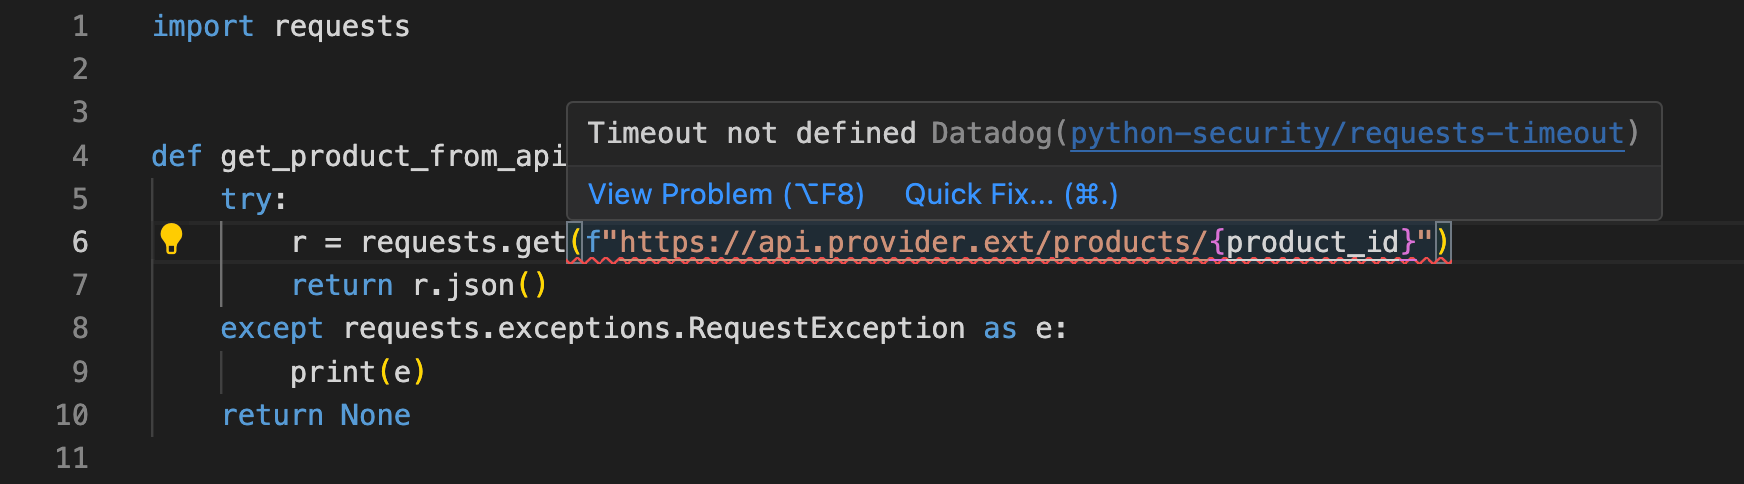 1 import requests
2
3
Timeout not defined Datadog(python-security/requests-timeout)
4 def get_product_from_api
View Problem (⌥F8) Quick Fix... (⌘.)
5 try:
6 r = requests.get(f"https://api.provider.ext/products/{product_id}")
7 return r.json()
8 except requests.exceptions.RequestException as e:
9 print(e)
10 return None
11